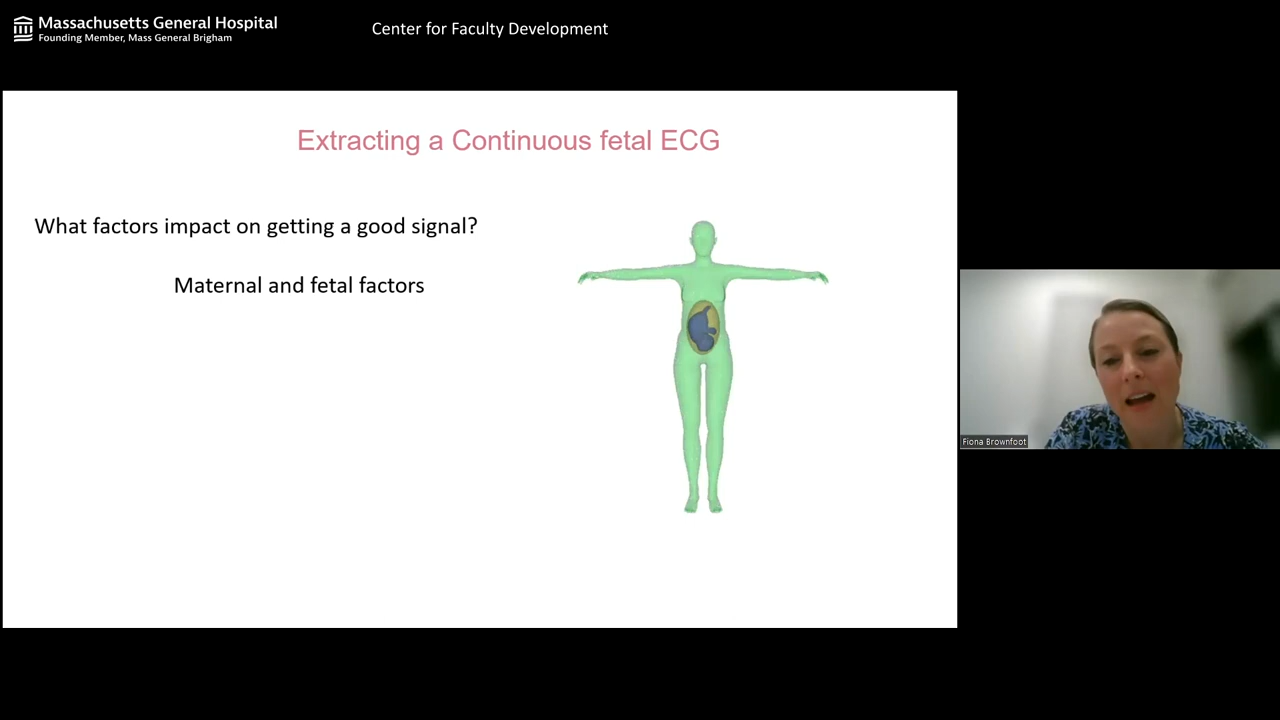 Massachusetts General Hospital
Founding Member, Mass General Brigham
Center for Faculty Development
Extracting a Continuous fetal ECG
What factors impact on getting a good signal?
Maternal and fetal factors
Fiona Brownfoot